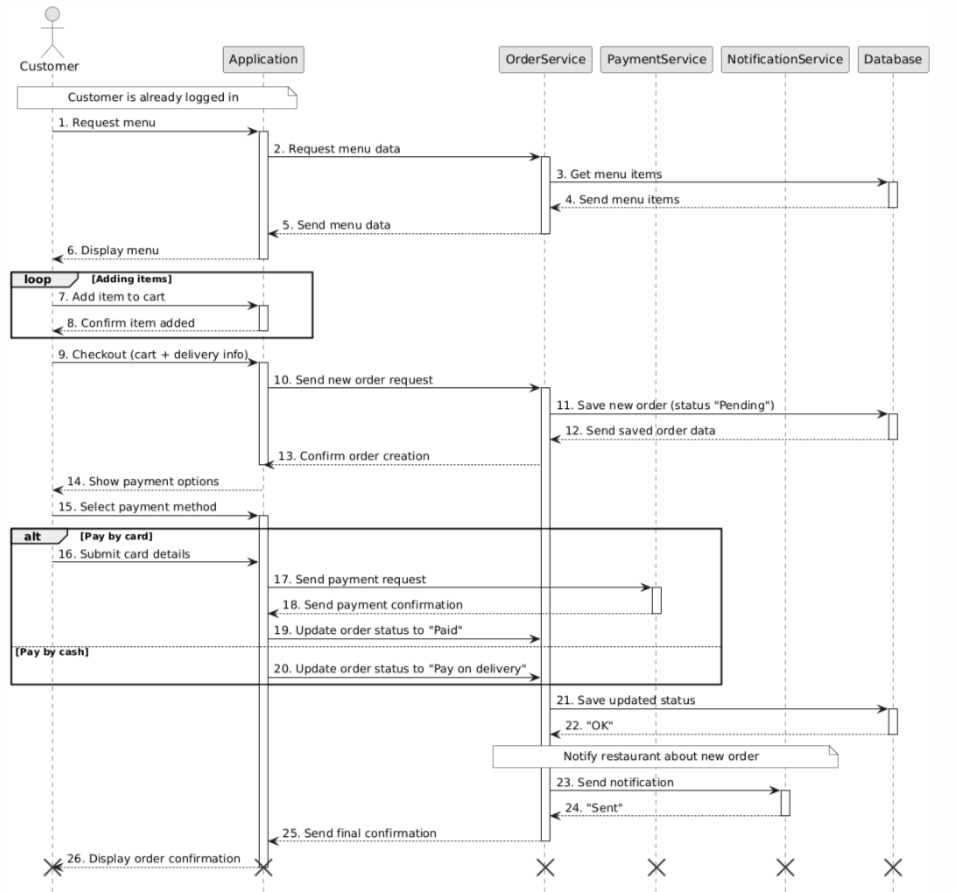 Customer
Application
OrderService
PaymentService
NotificationService
Database
Customer is already logged in
1. Request menu
2. Request menu data
3. Get menu items
4. Send menu items
5. Send menu data
6. Display menu
loop [Adding items]
7. Add item to cart
8. Confirm item added
9. Checkout (cart + delivery info)
10. Send new order request
11. Save new order (status "Pending")
12. Send saved order data
13. Confirm order creation
14. Show payment options
15. Select payment method
alt [Pay by card]
16. Submit card details
17. Send payment request
18. Send payment confirmation
19. Update order status to "Paid"
[Pay by cash]
20. Update order status to "Pay on delivery"
21. Save updated status
22. "OK"
Notify restaurant about new order
23. Send notification
24. "Sent"
25. Send final confirmation
26. Display order confirmation